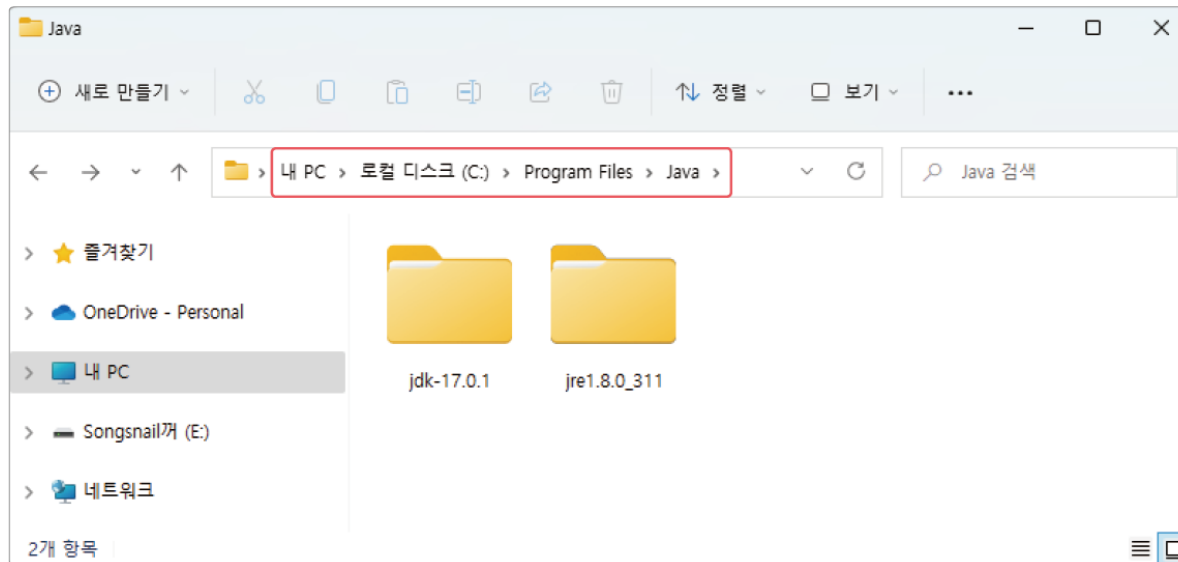 Java
새로 만들기 정렬 보기 •••
내 PC > 로컬 디스크 (C:) > Program Files > Java >
Java 검색
즐겨찾기
OneDrive - Personal
내 PC
Songsnail꺼 (E:)
네트워크
jdk-17.0.1
jre1.8.0_311
2개 항목